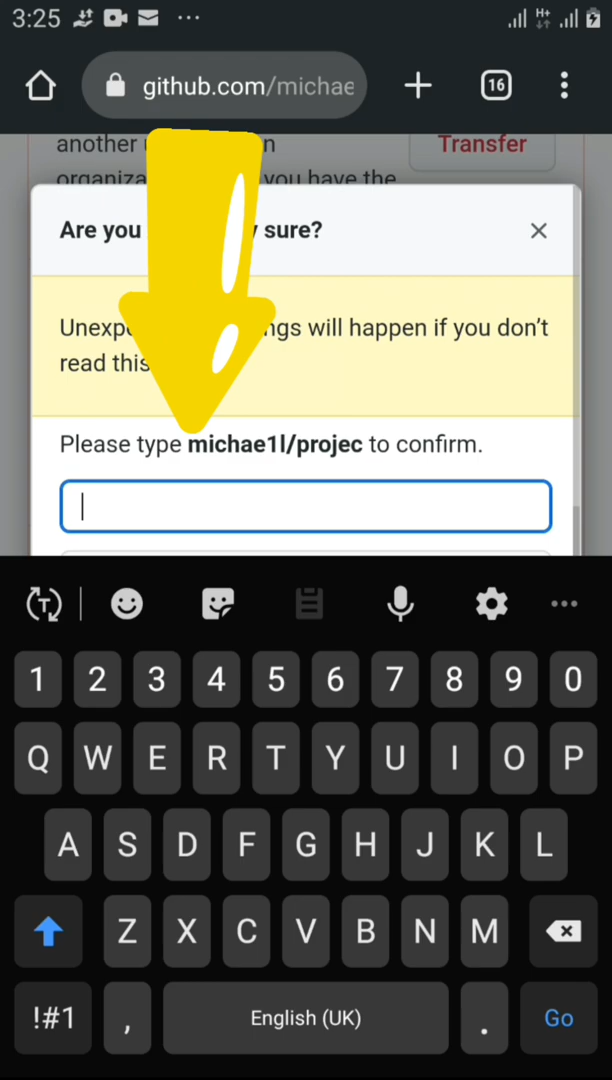 3:25
H+
github.com/michae
16
another
n
Transfer
organiza
you have the
Are you
sure?
Unexp
ngs will happen if you don't
read this
Please type michae1l/projec to confirm.
T
1 2 3 4 5 6 7 8 9 0
Q W E R T Y U I O P
A S D F G H J K L
Z X C V B N M
!#1 , English (UK) . Go